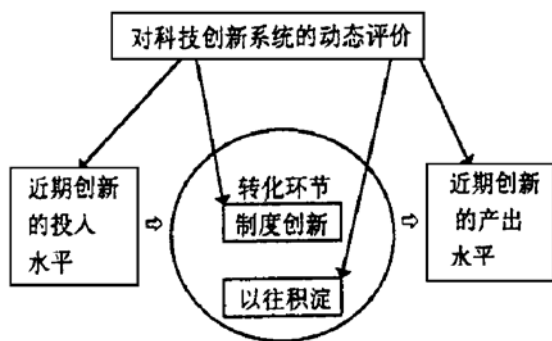 对科技创新系统的动态评价
近期创新
的投入
水平
转化环节
制度创新
以往积淀
近期创新
的产出
水平